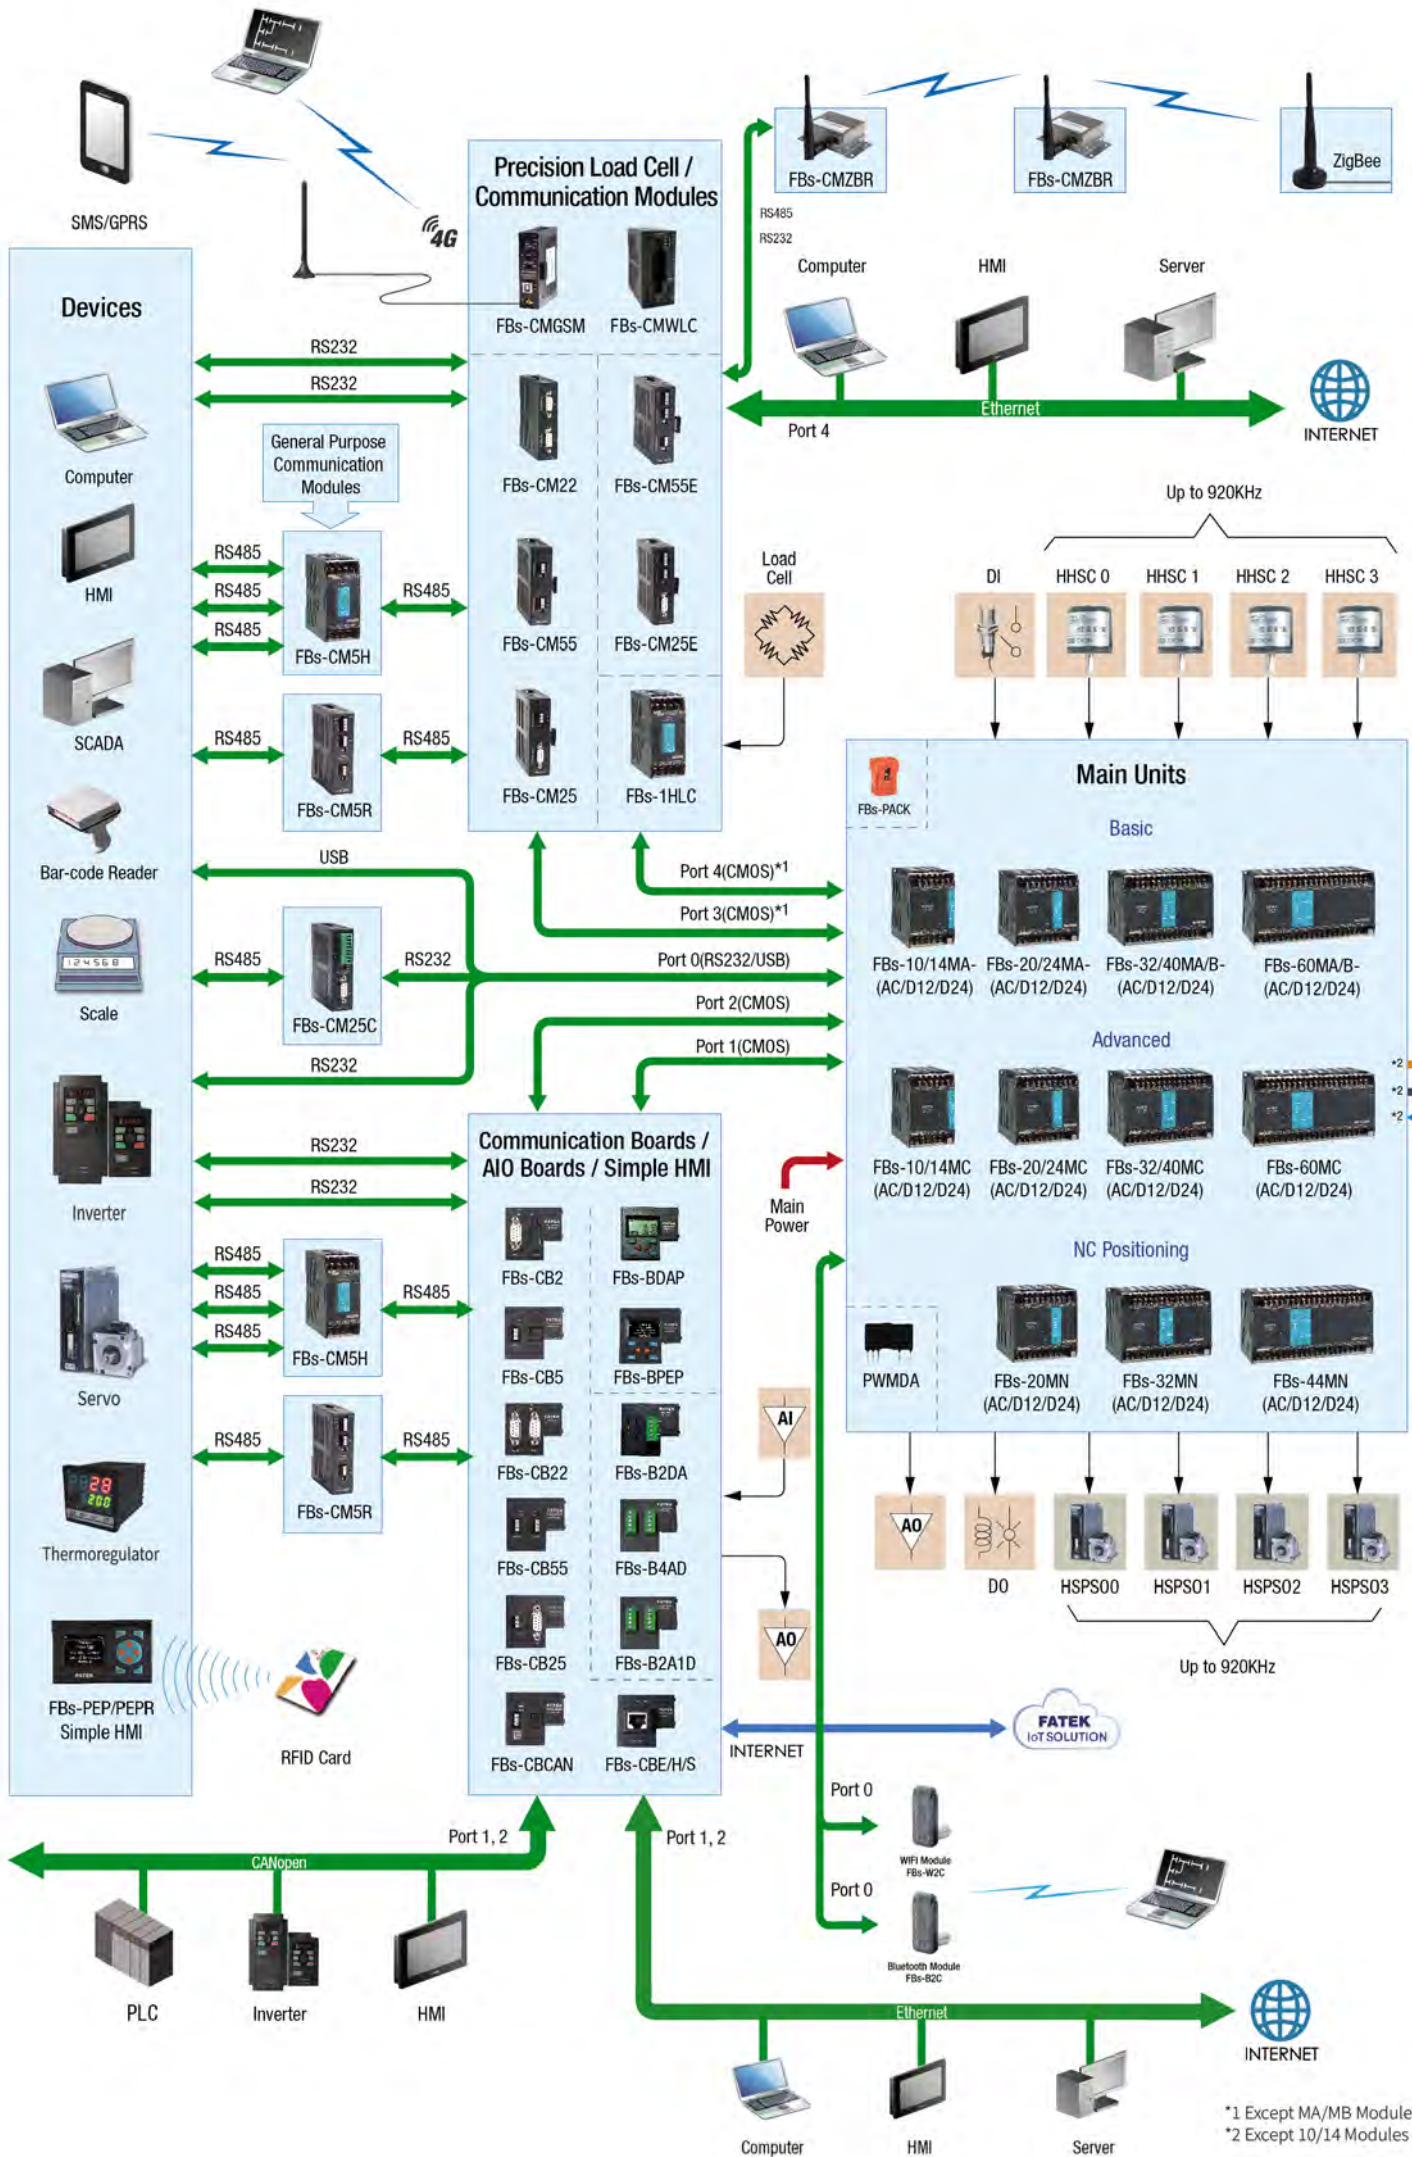 SMS/GPRS
4G
Precision Load Cell /
Communication Modules
FBs-CMGSM
FBs-CMWLC
FBs-CM22
FBs-CM55E
FBs-CM55
FBs-CM25E
FBs-CM25
FBs-1HLC
FBs-CMZBR
FBs-CMZBR
ZigBee
RS485
RS232
Computer
HMI
Server
Ethernet
Port 4
INTERNET
Devices
Computer
HMI
SCADA
Bar-code Reader
Scale
124568
Inverter
Servo
Thermoregulator
FATEK
FBs-PEP/PEPR
Simple HMI
RFID Card
RS232
RS232
General Purpose
Communication
Modules
RS485
RS485
RS485
FBs-CM5H
RS485
RS485
FBs-CM5R
RS485
USB
RS485
FBs-CM25C
RS232
RS232
Load
Cell
Port 4(CMOS)*1
Port 3(CMOS)*1
Port 0(RS232/USB)
Port 2(CMOS)
Port 1(CMOS)
Up to 920KHz
DI
HHSC 0
HHSC 1
HHSC 2
HHSC 3
FBs-PACK
Main Units
Basic
FBs-10/14MA-
(AC/D12/D24)
FBs-20/24MA-
(AC/D12/D24)
FBs-32/40MA/B-
(AC/D12/D24)
FBs-60MA/B-
(AC/D12/D24)
Advanced
*2
*2
*2
FBs-10/14MC
(AC/D12/D24)
FBs-20/24MC
(AC/D12/D24)
FBs-32/40MC
(AC/D12/D24)
FBs-60MC
(AC/D12/D24)
Main
Power
NC Positioning
PWMDA
FBs-20MN
(AC/D12/D24)
FBs-32MN
(AC/D12/D24)
FBs-44MN
(AC/D12/D24)
AO
DO
HSPSO0
HSPSO1
HSPSO2
HSPSO3
Up to 920KHz
RS232
RS232
RS485
RS485
RS485
FBs-CM5H
RS485
RS485
FBs-CM5R
RS485
Communication Boards /
AIO Boards / Simple HMI
FBs-CB2
FBs-BDAP
FBs-CB5
FBs-BPEP
FBs-CB22
FBs-B2DA
FBs-CB55
FBs-B4AD
FBs-CB25
FBs-B2A1D
FBs-CBCAN
FBs-CBE/H/S
AI
AO
INTERNET
FATEK
IoT SOLUTION
Port 0
WIFI Module
FBs-W2C
Port 0
Bluetooth Module
FBs-B2C
Port 1, 2
CANopen
PLC
Inverter
HMI
Port 1, 2
Ethernet
INTERNET
Computer
HMI
Server
*1 Except MA/MB Module
*2 Except 10/14 Modules